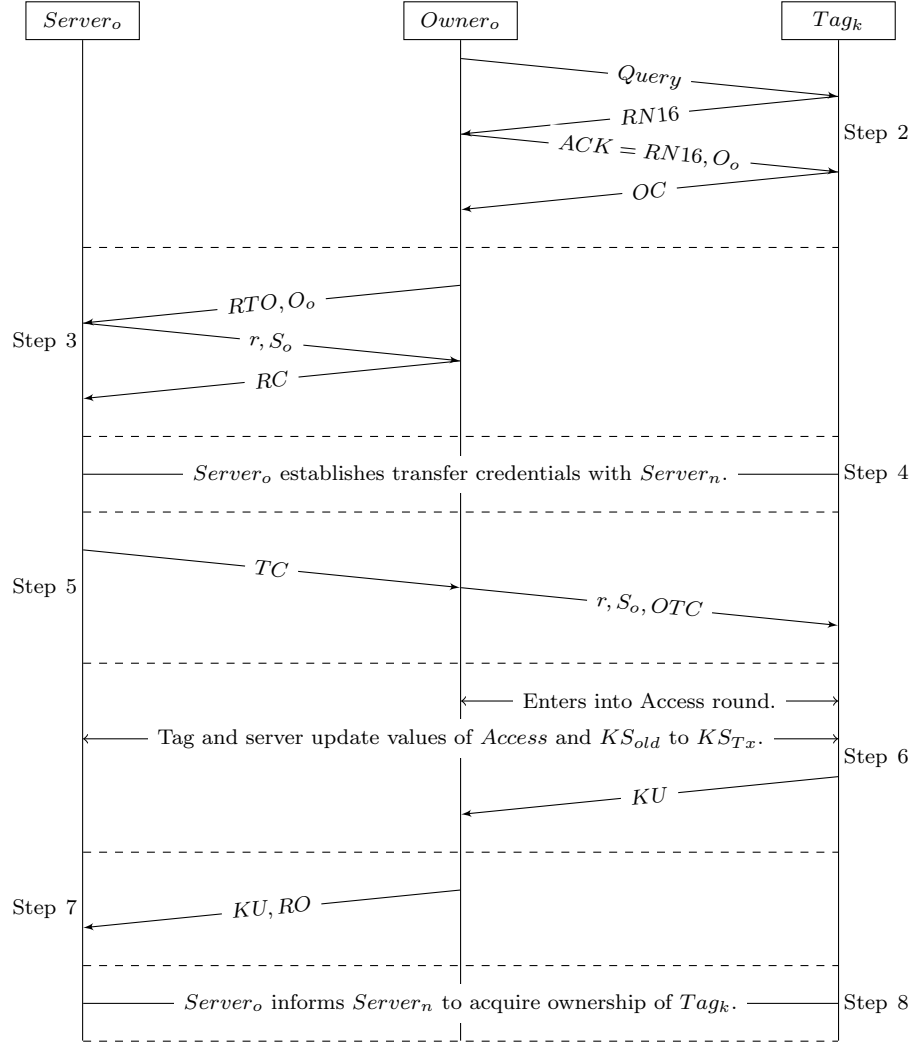 Server_o
Owner_o
Tag_k
Query
RN16
Step 2
ACK = RN16, O_o
OC
RTO, O_o
Step 3
r, S_o
RC
Server_o establishes transfer credentials with Server_n.
Step 4
TC
Step 5
r, S_o, OTC
Enters into Access round.
Tag and server update values of Access and KS_old to KS_Tx.
Step 6
KU
KU, RO
Step 7
Server_o informs Server_n to acquire ownership of Tag_k.
Step 8